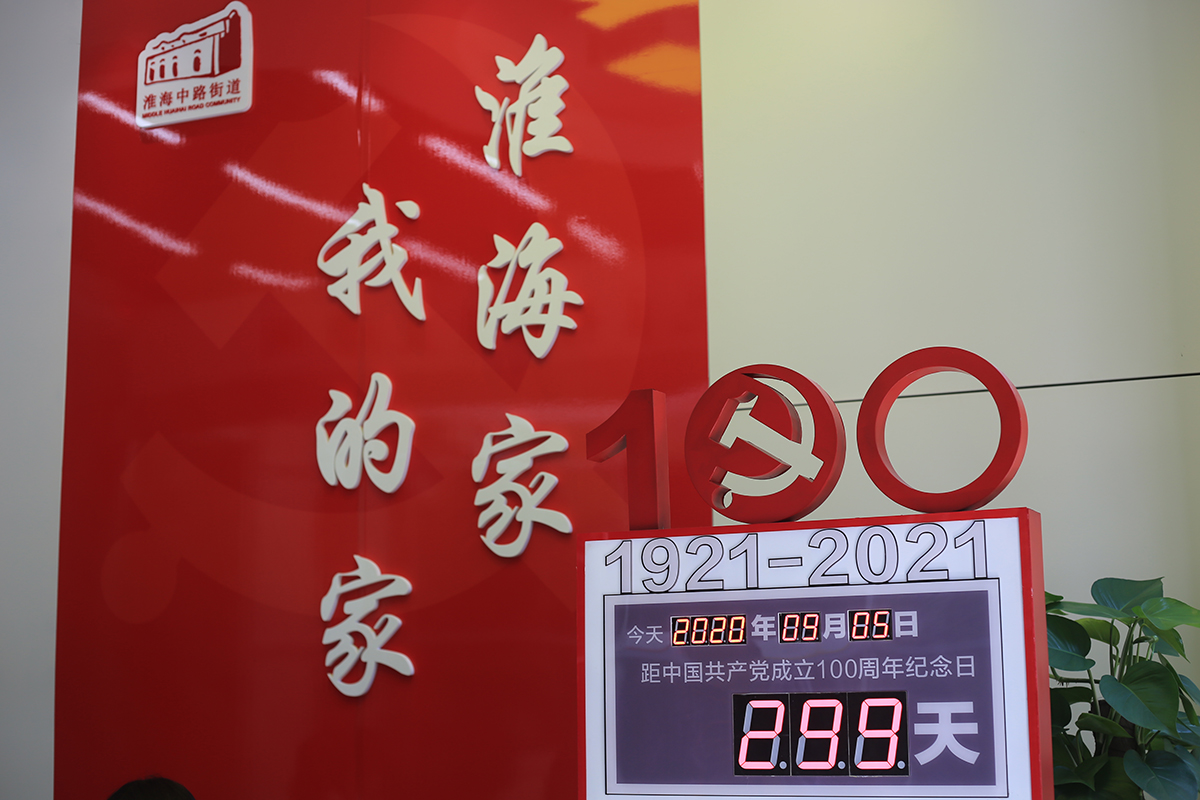 淮海中路街道
MIDDLE HUAIHAI ROAD COMMUNITY
淮海家
我的家
100
1921-2021
今天 2020年09月05日
距中国共产党成立100周年纪念日
299天